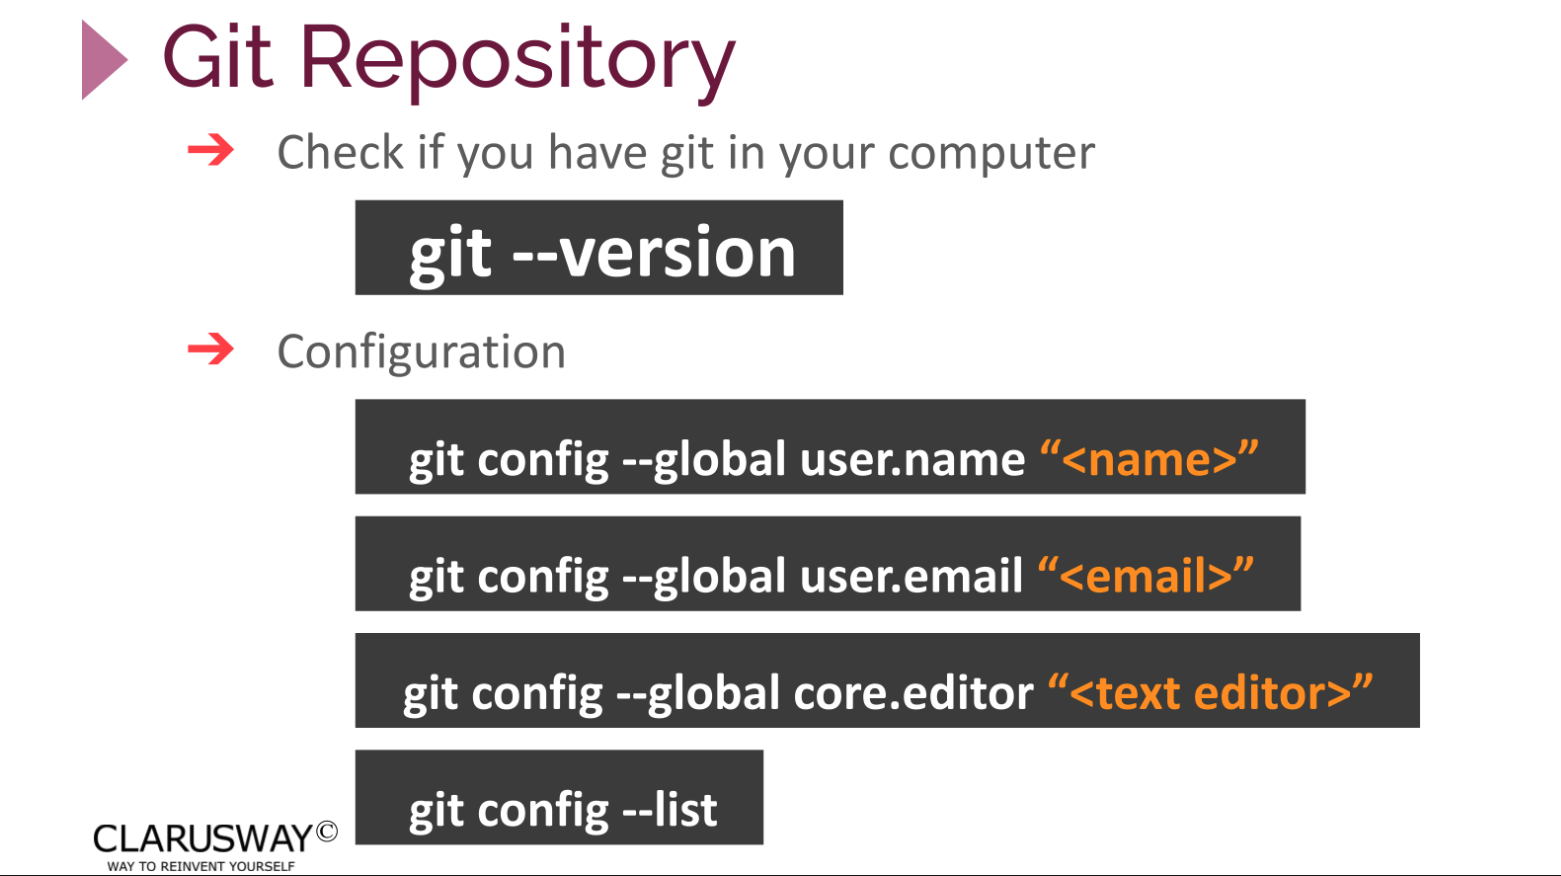 Git Repository
➔ Check if you have git in your computer
git --version
➔ Configuration
git config --global user.name “<name>”
git config --global user.email “<email>”
git config --global core.editor “<text editor>”
git config --list
CLARUSWAY©
WAY TO REINVENT YOURSELF